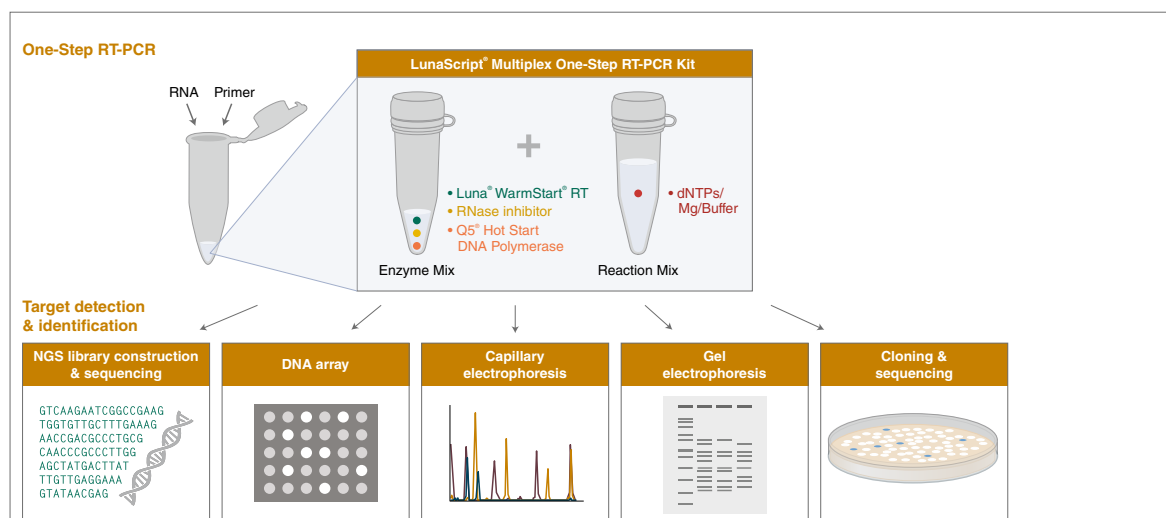 One-Step RT-PCR
LunaScript® Multiplex One-Step RT-PCR Kit
RNA Primer
• Luna® WarmStart® RT
• RNase inhibitor
• Q5® Hot Start
DNA Polymerase
• dNTPs/
Mg/Buffer
Enzyme Mix
Reaction Mix
Target detection
& identification
NGS library construction
& sequencing
DNA array
Capillary
electrophoresis
Gel
electrophoresis
Cloning &
sequencing
GTCAAGAATCGGCCGAAG
TGGTGTTGCTTTGAAAG
AACCGACGCCCTGCG
CAACCCGCCCTTGG
AGCTATGACTTAT
TTGTTGAGGAAA
GTATAACGAG